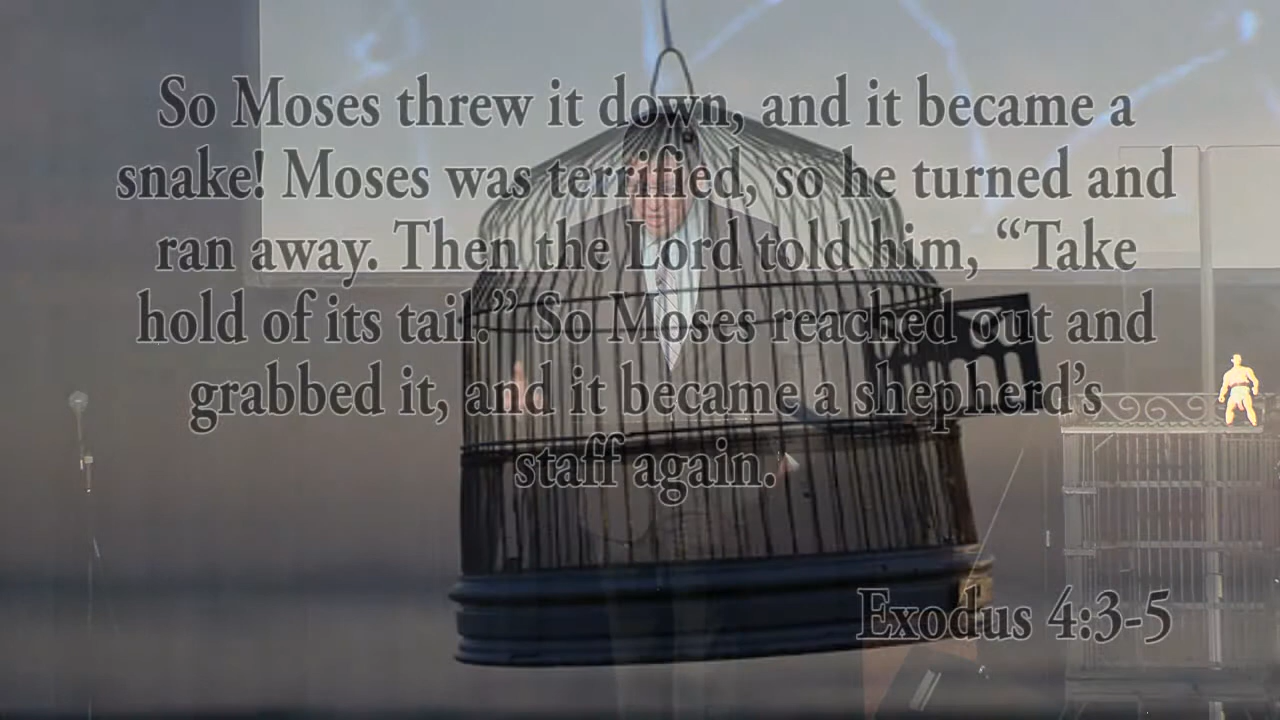 So Moses threw it down, and it became a
snake! Moses was terrified, so he turned and
ran away. Then the Lord told him, “Take
hold of its tail.” So Moses reached out and
grabbed it, and it became a shepherd’s
staff again.
Exodus 4:3-5